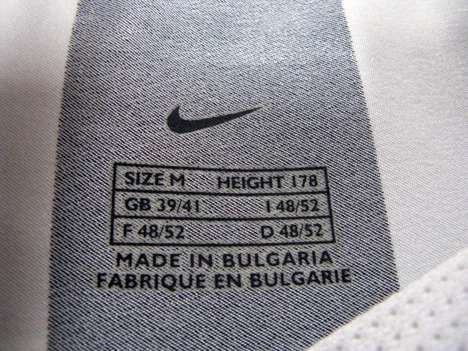 SIZE M HEIGHT 178
GB 39/41 I 48/52
F 48/52 D 48/52
MADE IN BULGARIA
FABRIQUE EN BULGARIE